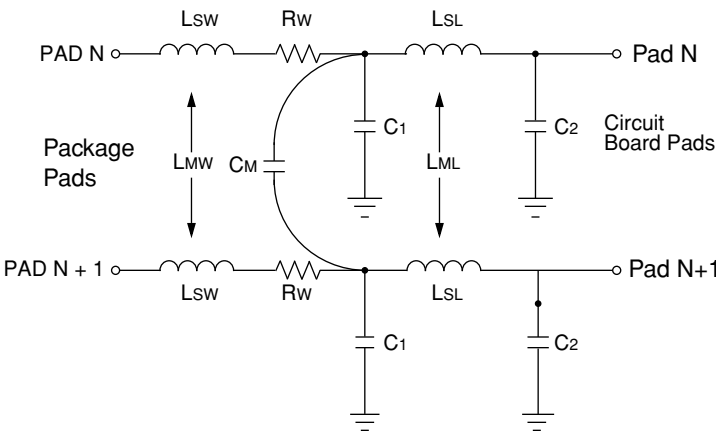 LSW RW LSL
PAD N Pad N
C1 C2 Circuit
Board Pads
Package
Pads
LMW CM LML
PAD N + 1 Pad N+1
LSW RW LSL
C1 C2